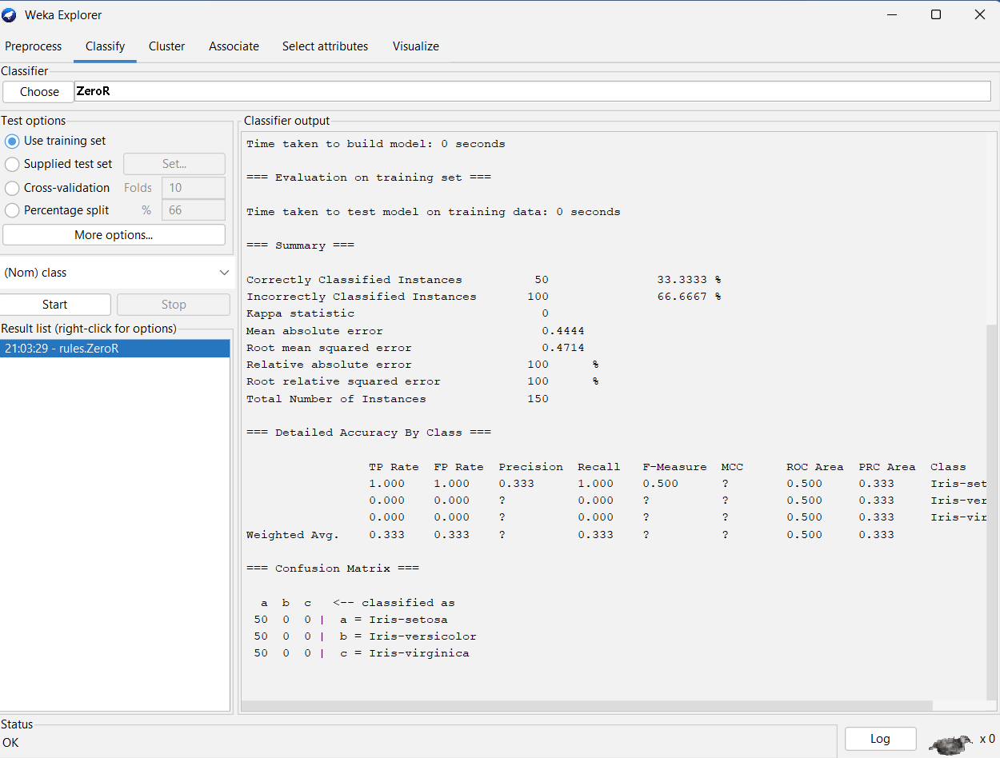 Weka Explorer
Preprocess Classify Cluster Associate Select attributes Visualize
Classifier
Choose ZeroR
Test options
Use training set
Supplied test set Set...
Cross-validation Folds 10
Percentage split % 66
More options...
(Nom) class
Start Stop
Result list (right-click for options)
21:03:29 - rules.ZeroR
Classifier output
Time taken to build model: 0 seconds
=== Evaluation on training set ===
Time taken to test model on training data: 0 seconds
=== Summary ===
Correctly Classified Instances 50 33.3333 %
Incorrectly Classified Instances 100 66.6667 %
Kappa statistic 0
Mean absolute error 0.4444
Root mean squared error 0.4714
Relative absolute error 100 %
Root relative squared error 100 %
Total Number of Instances 150
=== Detailed Accuracy By Class ===
TP Rate FP Rate Precision Recall F-Measure MCC ROC Area PRC Area Class
1.000 1.000 0.333 1.000 0.500 ? 0.500 0.333 Iris-set
0.000 0.000 ? 0.000 ? ? 0.500 0.333 Iris-ver
0.000 0.000 ? 0.000 ? ? 0.500 0.333 Iris-vir
Weighted Avg. 0.333 0.333 ? 0.333 ? ? 0.500 0.333
=== Confusion Matrix ===
a b c <-- classified as
50 0 0 | a = Iris-setosa
50 0 0 | b = Iris-versicolor
50 0 0 | c = Iris-virginica
Status
OK
Log x 0